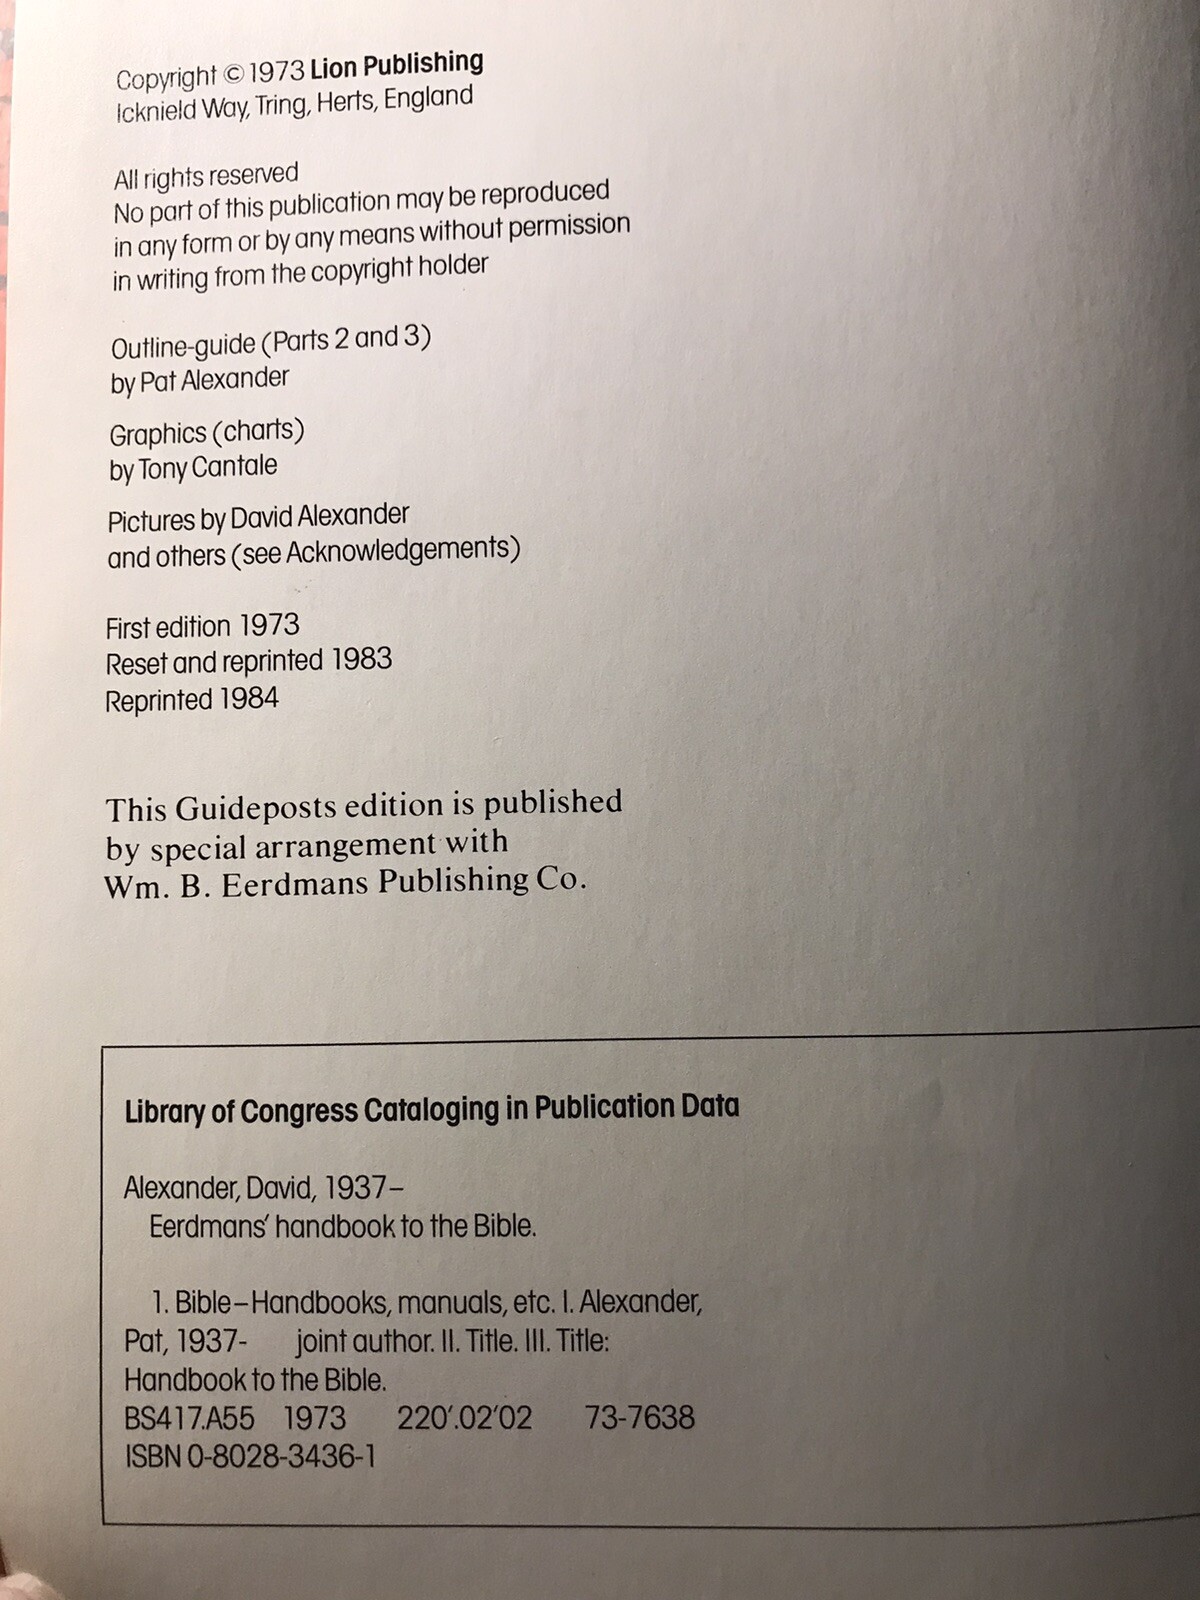 Copyright © 1973 Lion Publishing
Icknield Way, Tring, Herts, England
All rights reserved
No part of this publication may be reproduced
in any form or by any means without permission
in writing from the copyright holder
Outline-guide (Parts 2 and 3)
by Pat Alexander
Graphics (charts)
by Tony Cantale
Pictures by David Alexander
and others (see Acknowledgements)
First edition 1973
Reset and reprinted 1983
Reprinted 1984
This Guideposts edition is published
by special arrangement with
Wm. B. Eerdmans Publishing Co.
Library of Congress Cataloging in Publication Data
Alexander, David, 1937–
Eerdmans' handbook to the Bible.
1. Bible–Handbooks, manuals, etc. I. Alexander,
Pat, 1937- joint author. II. Title. III. Title:
Handbook to the Bible.
BS417.A55 1973 220'.02'02 73-7638
ISBN 0-8028-3436-1